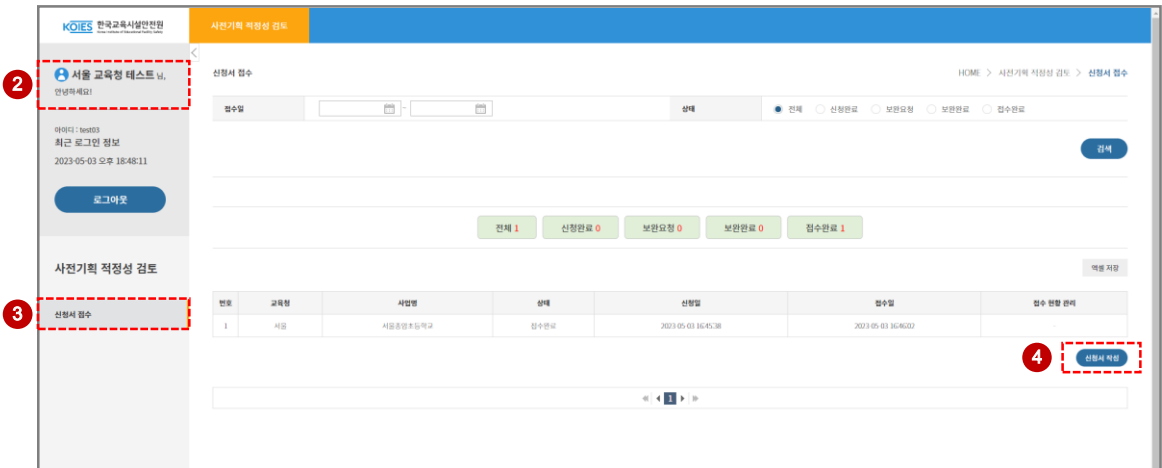 KOIES 한국교육시설안전원
사전기획 적정성 검토
2
서울 교육청 테스트 님,
안녕하세요!
아이디 : test03
최근 로그인 정보
2023-05-03 오후 18:48:11
로그아웃
사전기획 적정성 검토
3
신청서 접수
신청서 접수
HOME > 사전기획 적정성 검토 > 신청서 접수
접수일 ~ 상태 전체 신청완료 보완요청 보완완료 접수완료
검색
전체 1 신청완료 0 보완요청 0 보완완료 0 접수완료 1
엑셀 저장
번호 교육청 사업명 상태 신청일 접수일 접수 현황 관리
1 서울 접수완료 2023-05-03 16:45:38 2023-05-03 16:46:02 -
4
신청서 작성
1